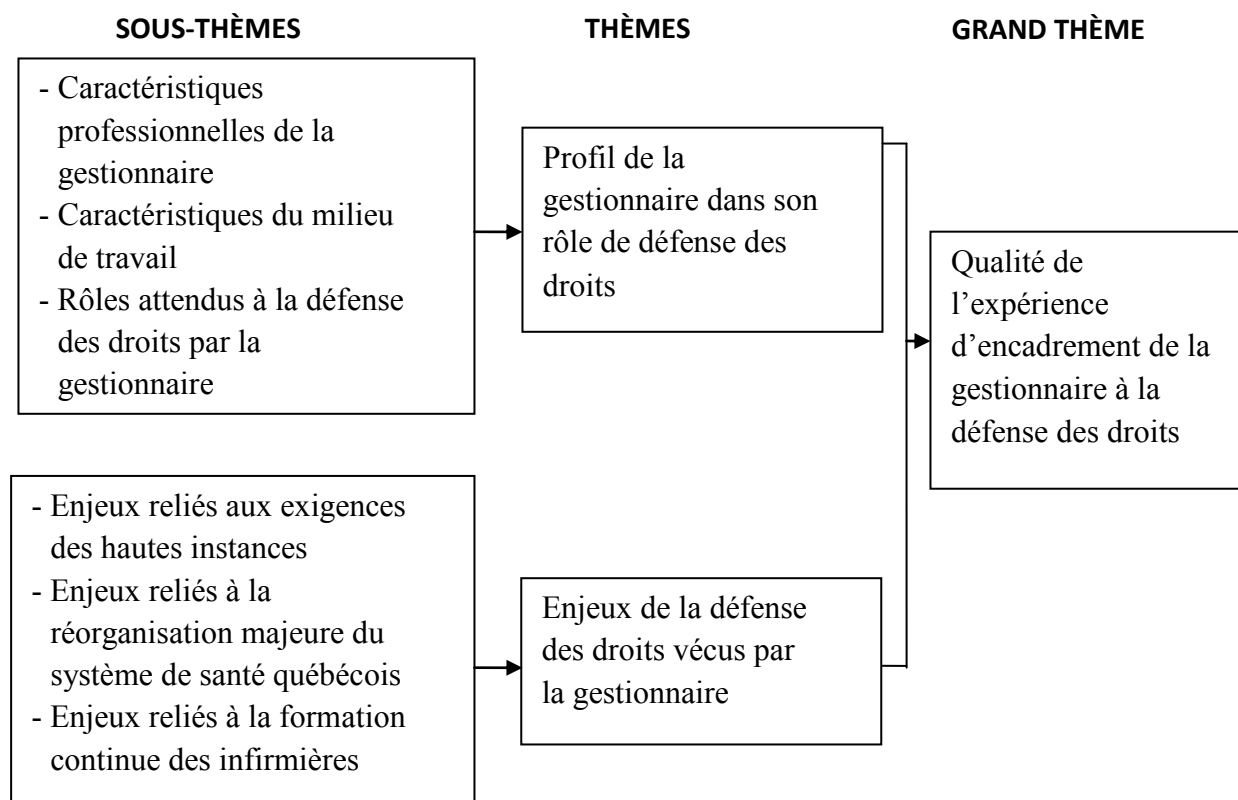 SOUS-THÈMES
THÈMES
GRAND THÈME
- Caractéristiques
professionnelles de la
gestionnaire
- Caractéristiques du milieu
de travail
- Rôles attendus à la défense
des droits par la
gestionnaire
Profil de la
gestionnaire dans son
rôle de défense des
droits
Qualité de
l’expérience
d’encadrement de la
gestionnaire à la
défense des droits
- Enjeux reliés aux exigences
des hautes instances
- Enjeux reliés à la
réorganisation majeure du
système de santé québécois
- Enjeux reliés à la formation
continue des infirmières
Enjeux de la défense
des droits vécus par
la gestionnaire